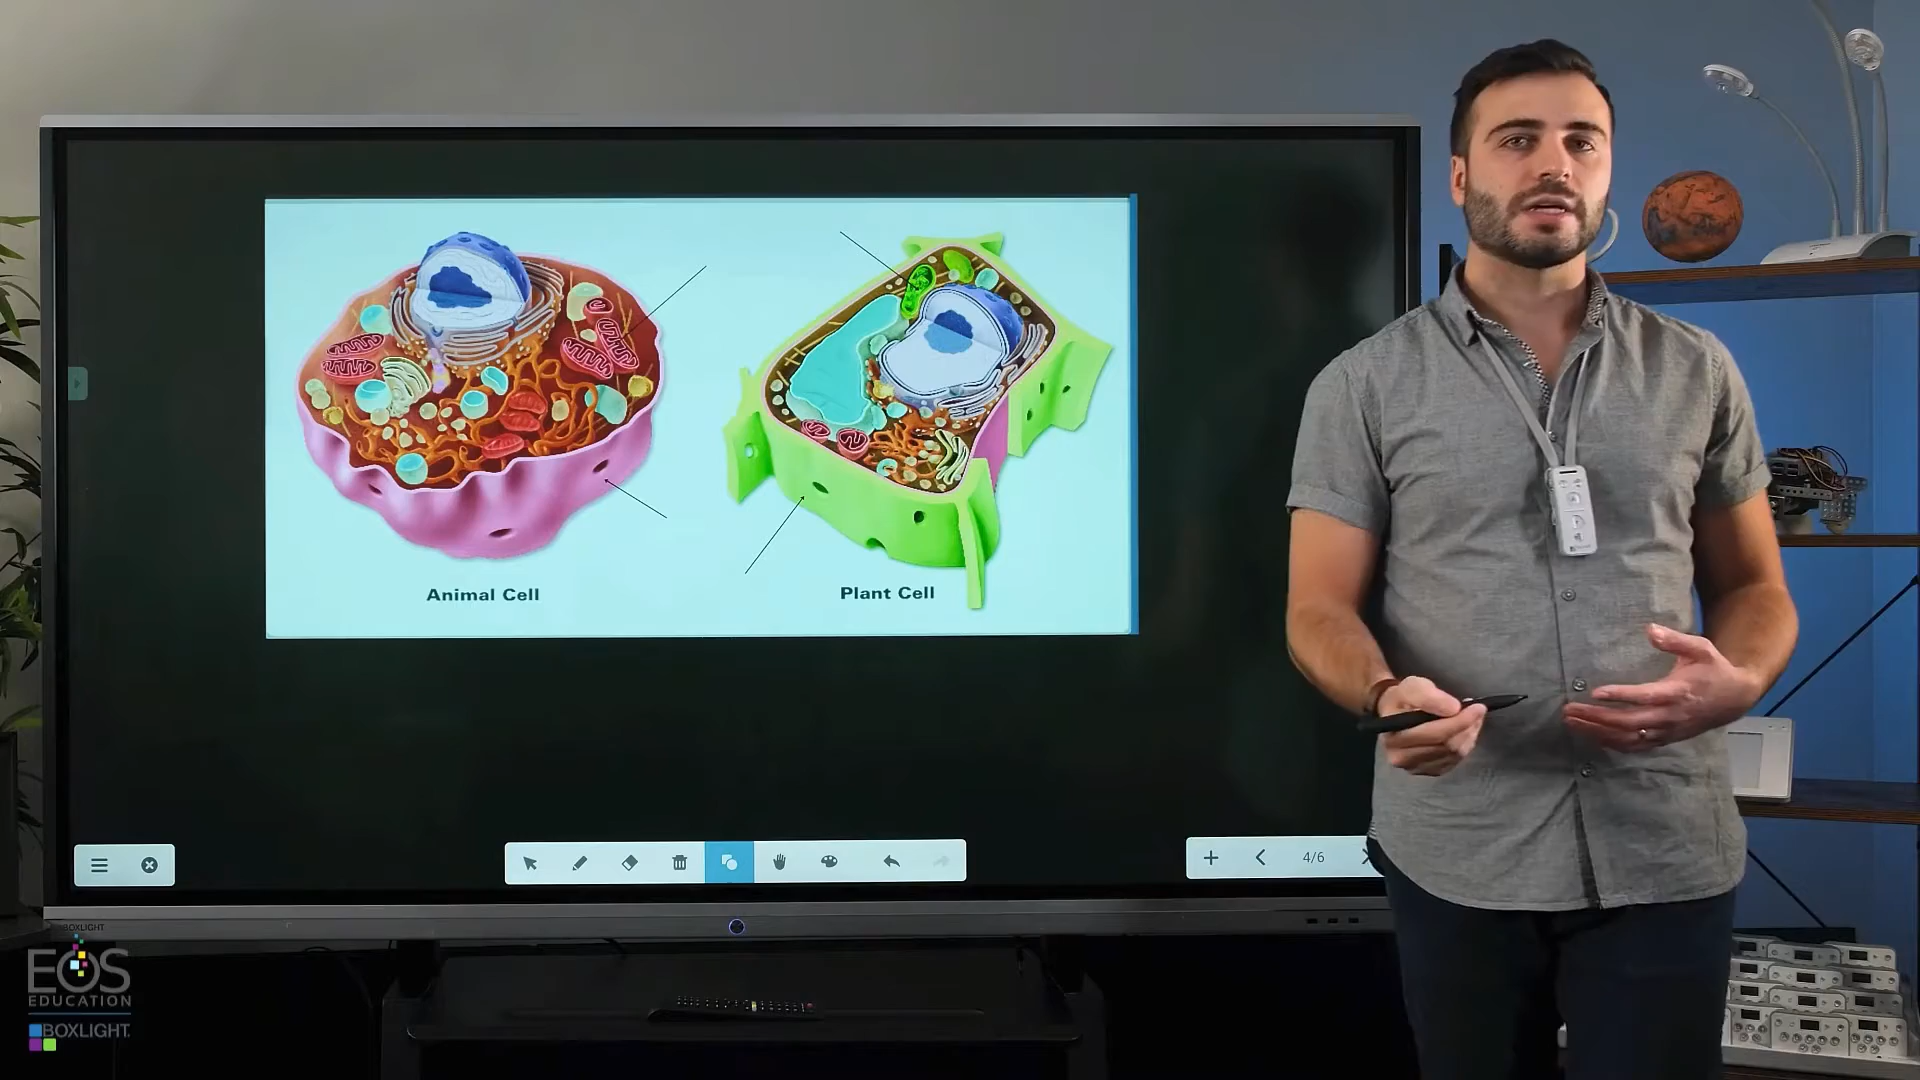 Animal Cell
Plant Cell
4/6
BOXLIGHT
EOS
EDUCATION
BOXLIGHT